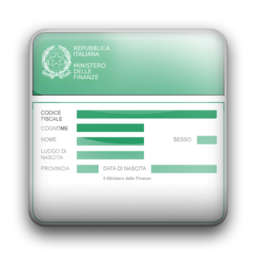 REPUBBLICA
ITALIANA
MINISTERO
DELLE
FINANZE
CODICE
FISCALE
COGNOME
NOME SESSO
LUOGO DI
NASCITA
PROVINCIA DATA DI NASCITA
Il Ministero delle Finanze